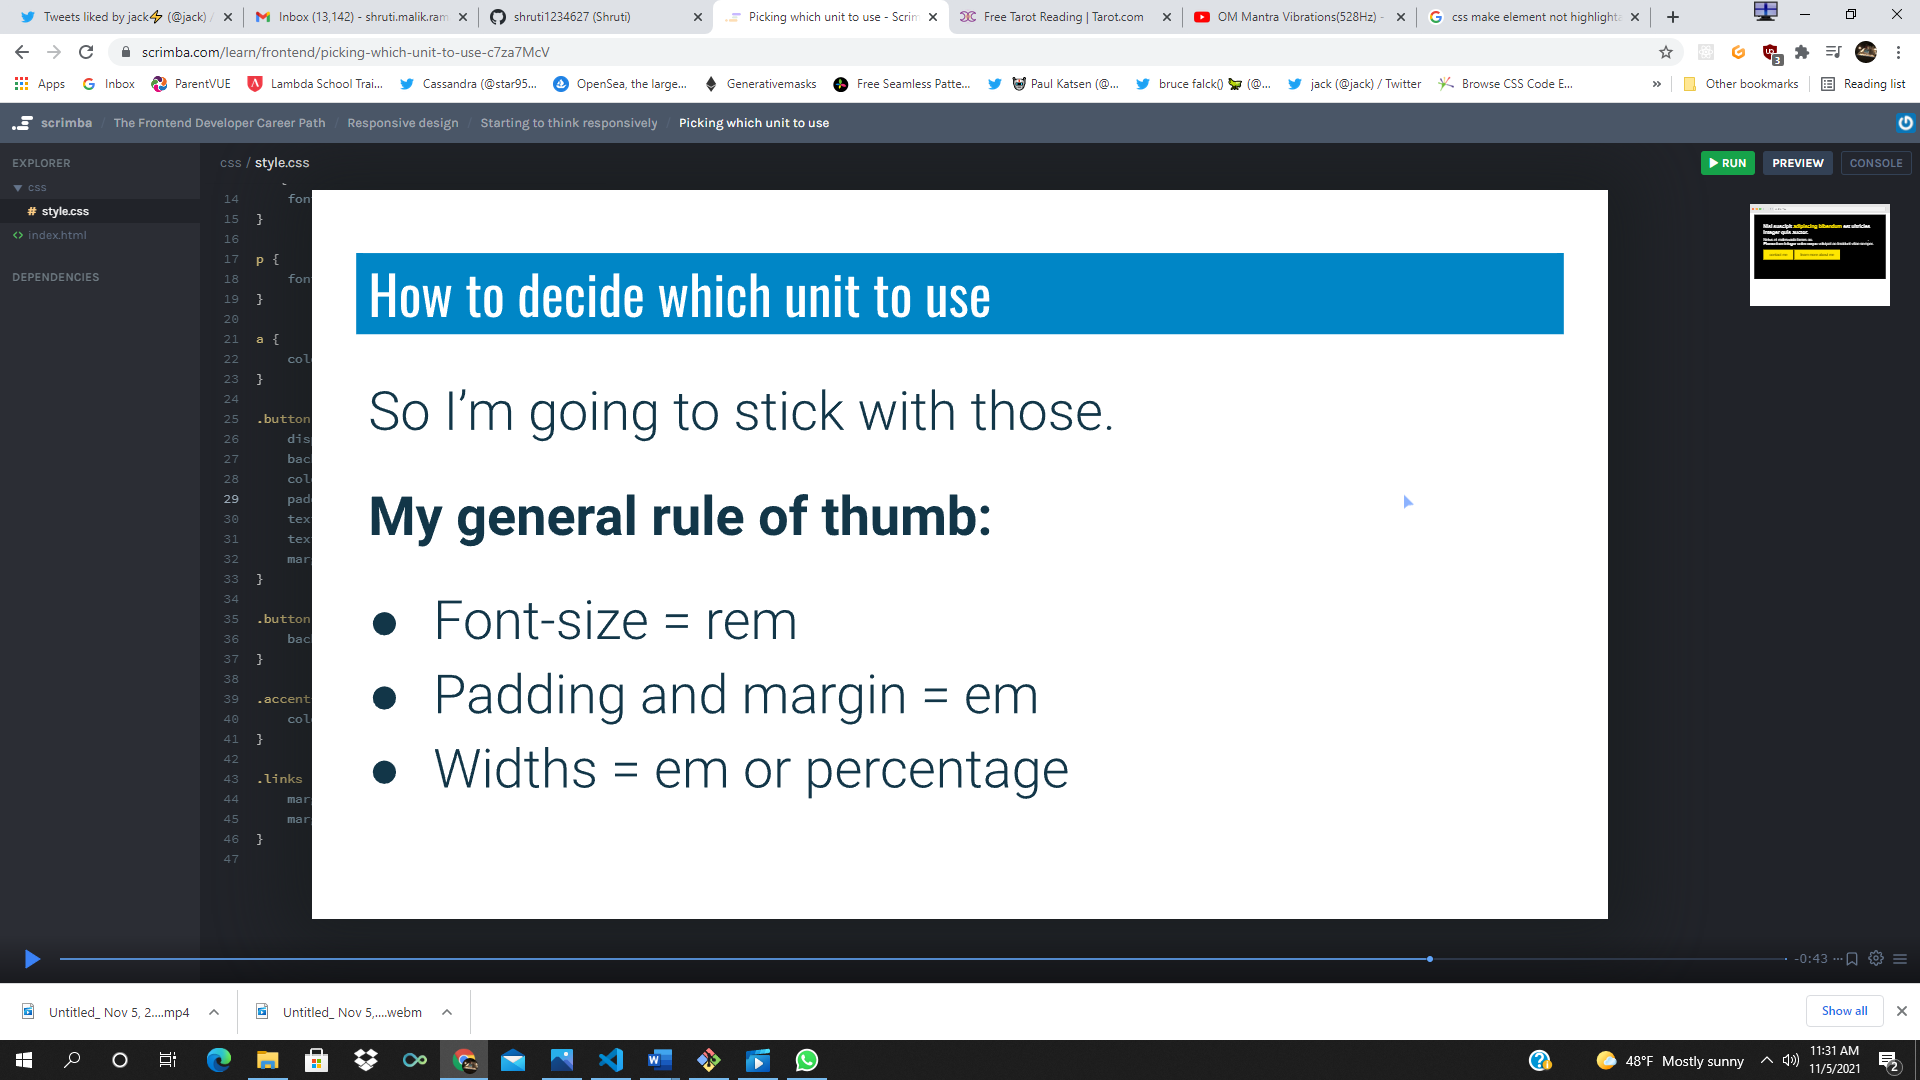 Tweets liked by jack⚡ (@jack) /
Inbox (13,142) - shruti.malik.ram
shruti1234627 (Shruti)
Picking which unit to use - Scrim
Free Tarot Reading | Tarot.com
OM Mantra Vibrations(528Hz) -
css make element not highlighta
scrimba.com/learn/frontend/picking-which-unit-to-use-c7za7McV
3
Apps
Inbox
ParentVUE
Lambda School Trai...
Cassandra (@star95...
OpenSea, the large...
Generativemasks
Free Seamless Patte...
Paul Katsen (@...
bruce falck() 🦖 (@...
jack (@jack) / Twitter
Browse CSS Code E...
»
Other bookmarks
Reading list
scrimba / The Frontend Developer Career Path / Responsive design / Starting to think responsively / Picking which unit to use
EXPLORER
css
# style.css
<> index.html
DEPENDENCIES
css / style.css
RUN
PREVIEW
CONSOLE
14 fon
15 }
16
17 p {
18 fon
19 }
20
21 a {
22 col
23 }
24
25 .button
26 dis
27 bac
28 col
29 pad
30 tex
31 tex
32 mar
33 }
34
35 .button
36 bac
37 }
38
39 .accent
40 col
41 }
42
43 .links
44 mar
45 mar
46 }
47
How to decide which unit to use
So I’m going to stick with those.
My general rule of thumb:
● Font-size = rem
● Padding and margin = em
● Widths = em or percentage
-0:43
Untitled_ Nov 5, 2....mp4
Untitled_ Nov 5,....webm
Show all
48°F Mostly sunny
11:31 AM
11/5/2021
2